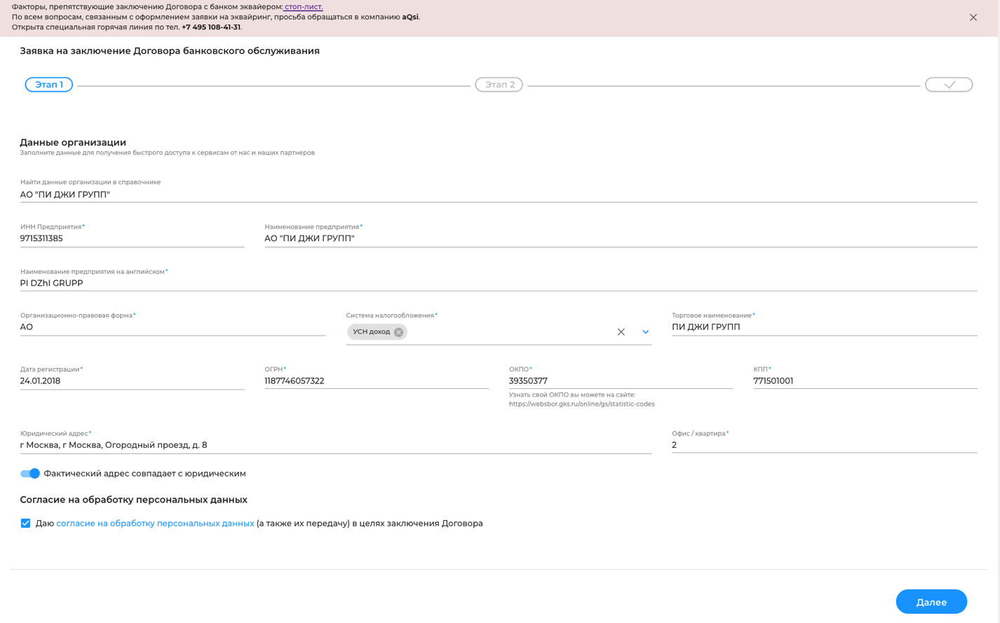 Факторы, препятствующие заключению Договора с банком эквайером: стоп-лист.
По всем вопросам, связанным с оформлением заявки на эквайринг, просьба обращаться в компанию aQsi.
Открыта специальная горячая линия по тел. +7 495 108-41-31.
Заявка на заключение Договора банковского обслуживания
Этап 1
Этап 2
Данные организации
Заполните данные для получения быстрого доступа к сервисам от нас и наших партнеров
Найти данные организации в справочнике
АО "ПИ ДЖИ ГРУПП"
ИНН Предприятия*
9715311385
Наименование предприятия*
АО "ПИ ДЖИ ГРУПП"
Наименование предприятия на английском*
PI DZhI GRUPP
Организационно-правовая форма*
АО
Система налогообложения*
УСН доход
Торговое наименование*
ПИ ДЖИ ГРУПП
Дата регистрации*
24.01.2018
ОГРН*
1187746057322
ОКПО*
39350377
Узнать свой ОКПО вы можете на сайте:
https://websbor.gks.ru/online/gs/statistic-codes
КПП*
771501001
Юридический адрес*
г Москва, г Москва, Огородный проезд, д. 8
Офис / квартира*
2
Фактический адрес совпадает с юридическим
Согласие на обработку персональных данных
Даю согласие на обработку персональных данных (а также их передачу) в целях заключения Договора
Далее